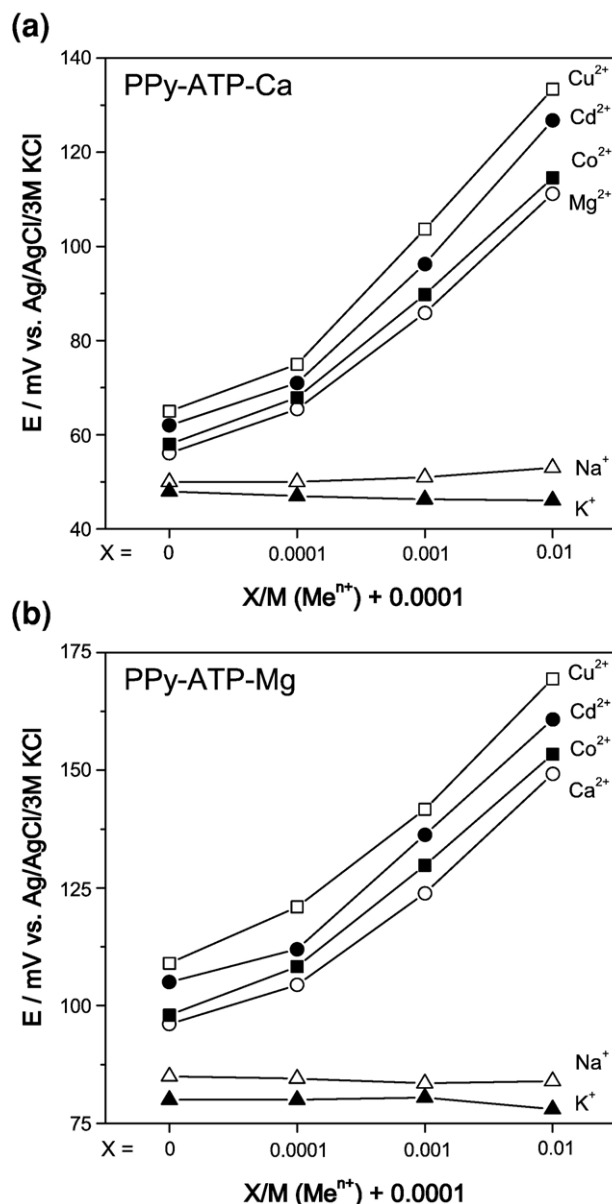 (a)
PPy-ATP-Ca
140
120
100
80
60
40
E / mV vs. Ag/AgCl/3M KCl
Cu²⁺
Cd²⁺
Co²⁺
Mg²⁺
Na⁺
K⁺
X = 0 0.0001 0.001 0.01
X/M (Meⁿ⁺) + 0.0001
(b)
PPy-ATP-Mg
175
150
125
100
75
E / mV vs. Ag/AgCl/3M KCl
Cu²⁺
Cd²⁺
Co²⁺
Ca²⁺
Na⁺
K⁺
X = 0 0.0001 0.001 0.01
X/M (Meⁿ⁺) + 0.0001